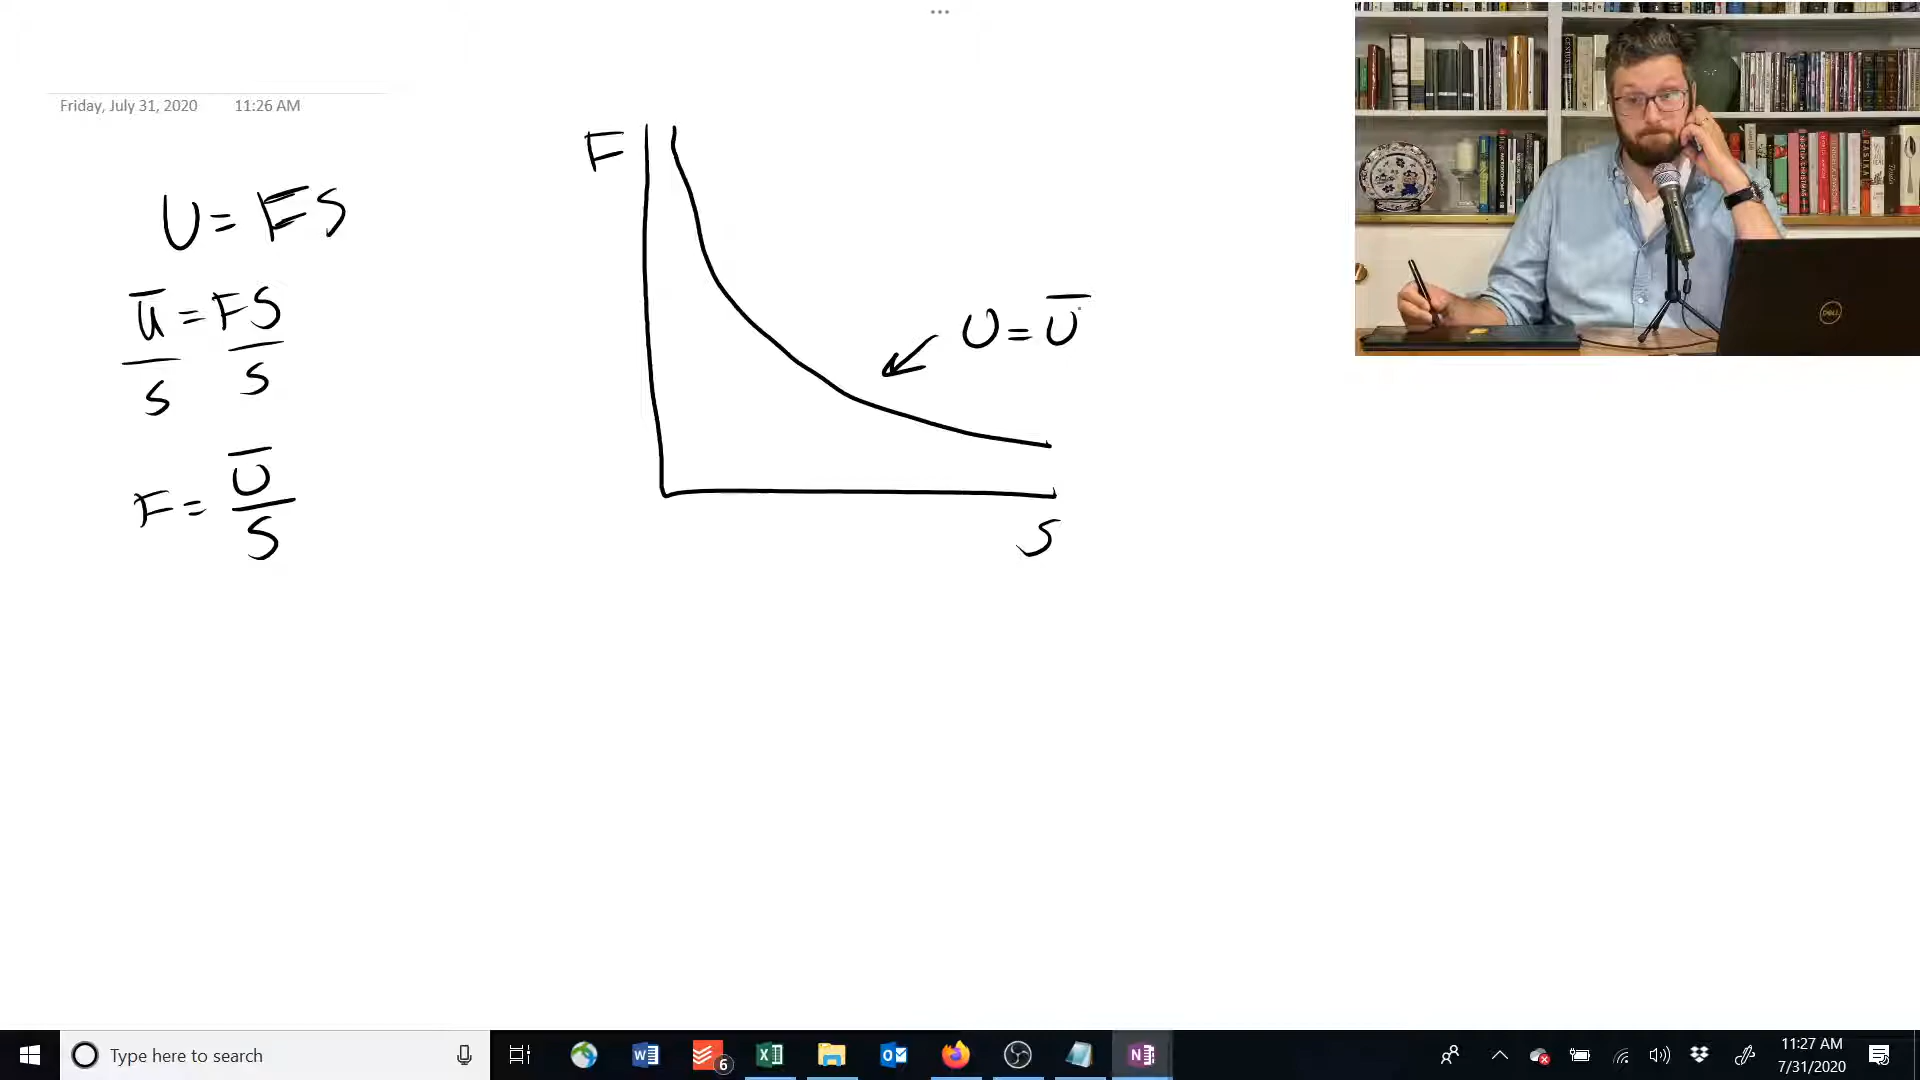 Friday, July 31, 2020 11:26 AM
U = FS
U̅ = FS
S S
F = U̅
S
F
U = U̅
S
DELL
Type here to search
6
11:27 AM
7/31/2020